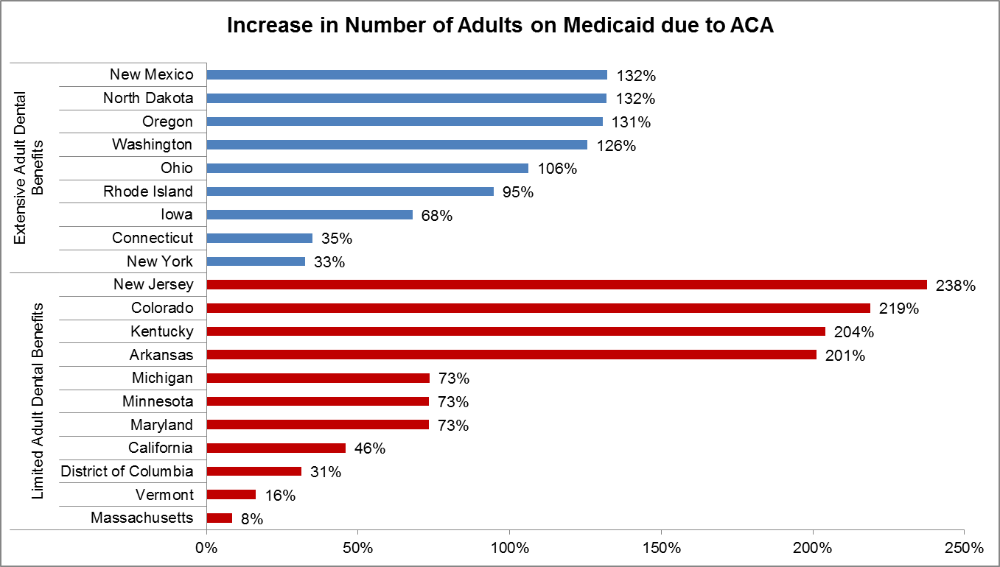 Increase in Number of Adults on Medicaid due to ACA
Extensive Adult Dental
Benefits
New Mexico 132%
North Dakota 132%
Oregon 131%
Washington 126%
Ohio 106%
Rhode Island 95%
Iowa 68%
Connecticut 35%
New York 33%
Limited Adult Dental Benefits
New Jersey 238%
Colorado 219%
Kentucky 204%
Arkansas 201%
Michigan 73%
Minnesota 73%
Maryland 73%
California 46%
District of Columbia 31%
Vermont 16%
Massachusetts 8%
0% 50% 100% 150% 200% 250%